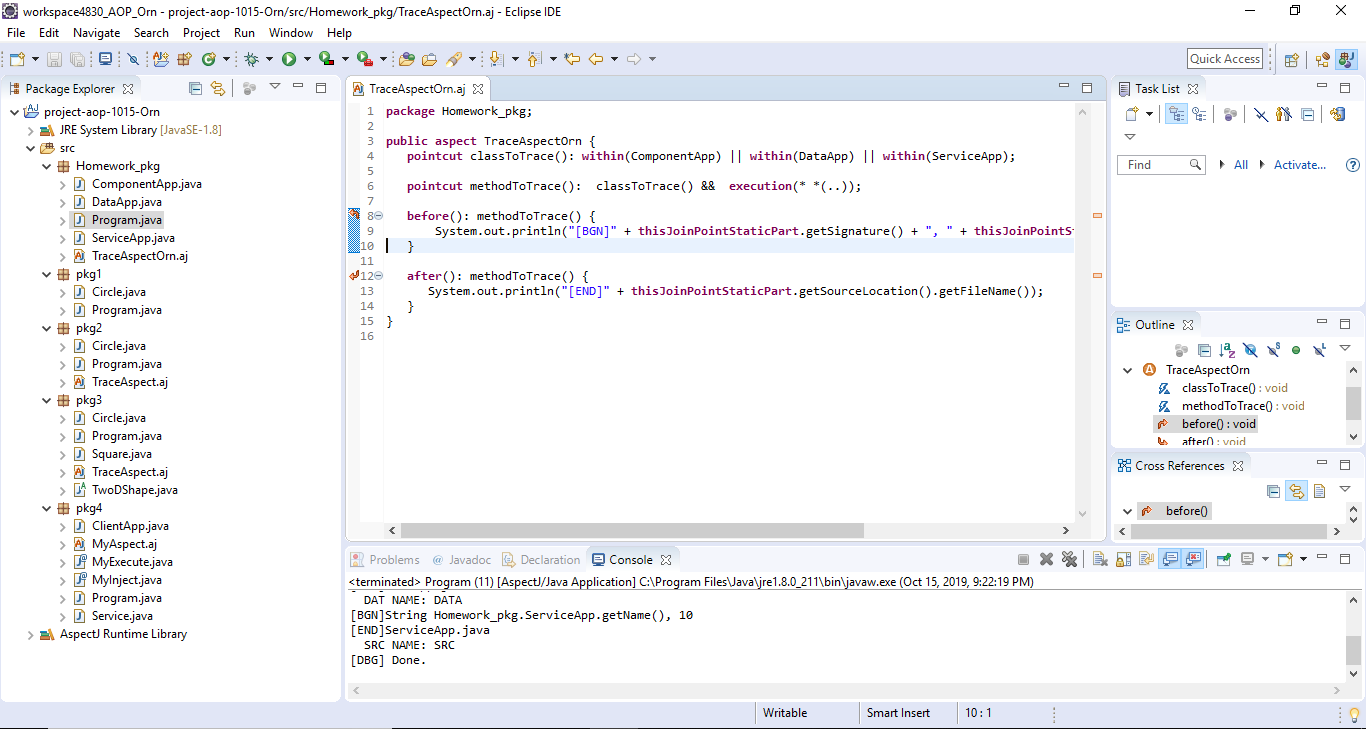 workspace4830_AOP_Orn - project-aop-1015-Orn/src/Homework_pkg/TraceAspectOrn.aj - Eclipse IDE
File Edit Navigate Search Project Run Window Help
Quick Access
Package Explorer
project-aop-1015-Orn
JRE System Library [JavaSE-1.8]
src
Homework_pkg
ComponentApp.java
DataApp.java
Program.java
ServiceApp.java
TraceAspectOrn.aj
pkg1
Circle.java
Program.java
pkg2
Circle.java
Program.java
TraceAspect.aj
pkg3
Circle.java
Program.java
Square.java
TraceAspect.aj
TwoDShape.java
pkg4
ClientApp.java
MyAspect.aj
MyExecute.java
MyInject.java
Program.java
Service.java
AspectJ Runtime Library
TraceAspectOrn.aj
1 package Homework_pkg;
2
3 public aspect TraceAspectOrn {
4 pointcut classToTrace(): within(ComponentApp) || within(DataApp) || within(ServiceApp);
5
6 pointcut methodToTrace():  classToTrace() &&  execution(* *(..));
7
8 before(): methodToTrace() {
9 System.out.println("[BGN]" + thisJoinPointStaticPart.getSignature() + ", " + thisJoinPointSt
10 }
11
12 after(): methodToTrace() {
13 System.out.println("[END]" + thisJoinPointStaticPart.getSourceLocation().getFileName());
14 }
15 }
16
Task List
Find All Activate...
Outline
TraceAspectOrn
classToTrace() : void
methodToTrace() : void
before() : void
after() : void
Cross References
before()
Problems Javadoc Declaration Console
<terminated> Program (11) [AspectJ/Java Application] C:\Program Files\Java\jre1.8.0_211\bin\javaw.exe (Oct 15, 2019, 9:22:19 PM)
DAT NAME: DATA
[BGN]String Homework_pkg.ServiceApp.getName(), 10
[END]ServiceApp.java
SRC NAME: SRC
[DBG] Done.
Writable Smart Insert 10 : 1